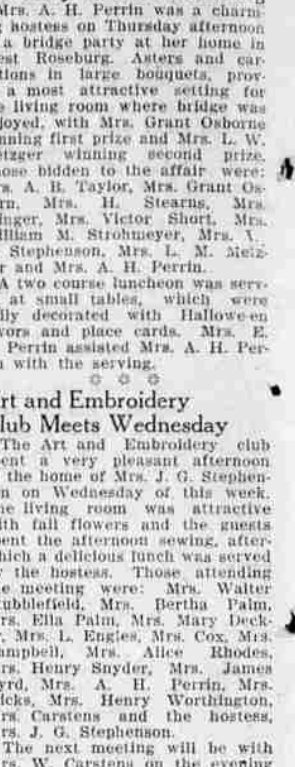 Mrs. A. H. Perrin was a charm-
hostess on Thursday afternoon
a bridge party at her home in
est Roseburg. Asters and car-
tions in large bouquets, prov-
a most attractive setting for
e living room where bridge was
joyed, with Mrs. Grant Osborne
nning first prize and Mrs. L. W.
etzger winning second prize.
hose bidden to the affair were:
rs. A. B. Taylor, Mrs. Grant Os-
rn, Mrs. H. Stearns, Mrs.
inger, Mrs. Victor Short, Mrs.
illiam M. Strohmeyer, Mrs.
Stephenson, Mrs. L. M. Metz-
r and Mrs. A. H. Perrin.
A two course luncheon was serv-
at small tables, which were
ily decorated with Hallowe-en
vors and place cards. Mrs. E.
Perrin assisted Mrs. A. H. Per-
n with the serving.
rt and Embroidery
lub Meets Wednesday
The Art and Embroidery club
ent a very pleasant afternoon
the home of Mrs. J. G. Stephen-
n on Wednesday of this week.
he living room was attractive
ith fall flowers and the guests
ent the afternoon sewing, after-
hich a delicious lunch was served
y the hostess. Those attending
e meeting were: Mrs. Walter
ubblefield, Mrs. Bertha Palm,
rs. Ella Palm, Mrs. Mary Deck-
r, Mrs. L. Engles, Mrs. Cox, Mrs.
ampbell, Mrs. Alice Rhodes,
rs. Henry Snyder, Mrs. James
yrd, Mrs. A. H. Perrin, Mrs.
icks, Mrs. Henry Worthington,
rs. Carstens and the hostess,
rs. J. G. Stephenson.
The next meeting will be with
rs. W. Carstens on the evening